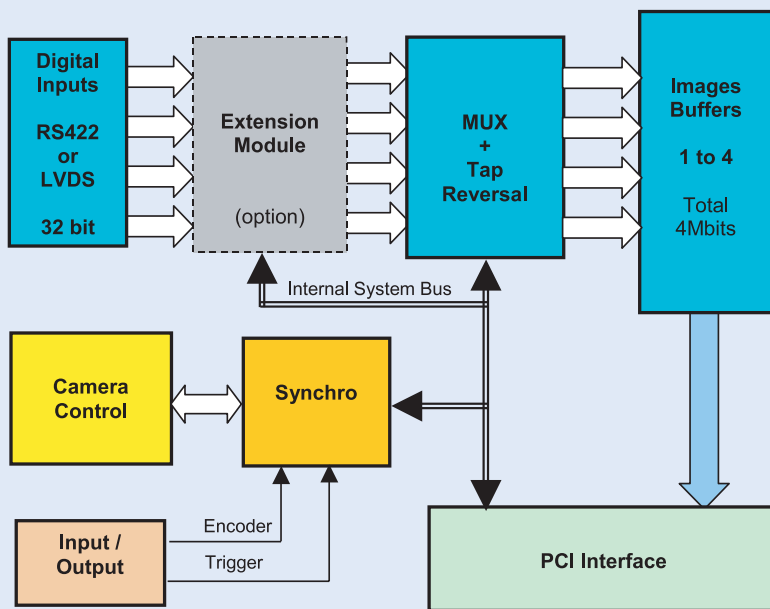 Digital
Inputs
RS422
or
LVDS
32 bit
Extension
Module
(option)
MUX
+
Tap
Reversal
Images
Buffers
1 to 4
Total
4Mbits
Internal System Bus
Camera
Control
Synchro
Input /
Output
Encoder
Trigger
PCI Interface